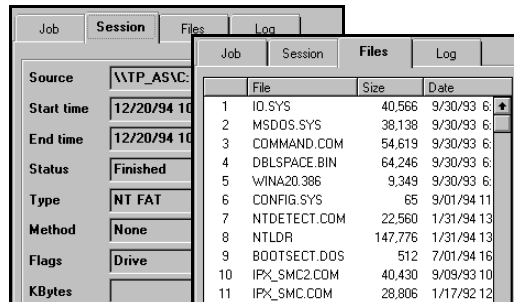 Job Session Files Log
Source \\TP_AS\C:
Start time 12/20/94 10
End time 12/20/94 10
Status Finished
Type NT FAT
Method None
Flags Drive
KBytes
Job Session Files Log
File Size Date
1 IO.SYS 40,566 9/30/93 6:
2 MSDOS.SYS 38,138 9/30/93 6:
3 COMMAND.COM 54,619 9/30/93 6:
4 DBLSPACE.BIN 64,246 9/30/93 6:
5 WINA20.386 9,349 9/30/93 6:
6 CONFIG.SYS 65 9/01/94 11
7 NTDETECT.COM 22,560 1/31/94 13
8 NTLDR 147,776 1/31/94 13
9 BOOTSECT.DOS 512 7/01/94 16
10 IPX_SMC2.COM 40,430 9/09/93 10
11 IPX_SMC.COM 28,806 1/17/92 12